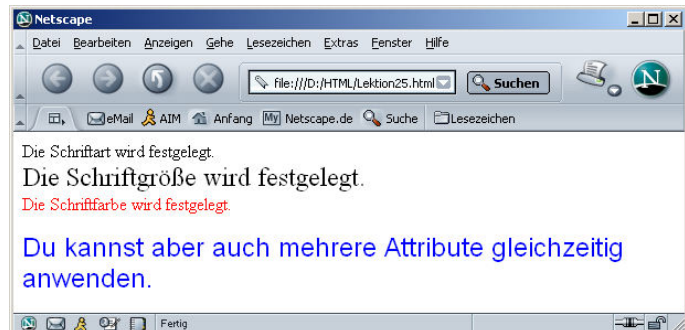 Netscape
Datei Bearbeiten Anzeigen Gehe Lesezeichen Extras Fenster Hilfe
file:///D:/HTML/Lektion25.html Suchen N
eMail AIM Anfang My Netscape.de Suche Lesezeichen
Die Schriftart wird festgelegt.
Die Schriftgröße wird festgelegt.
Die Schriftfarbe wird festgelegt.
Du kannst aber auch mehrere Attribute gleichzeitig
anwenden.
Fertig